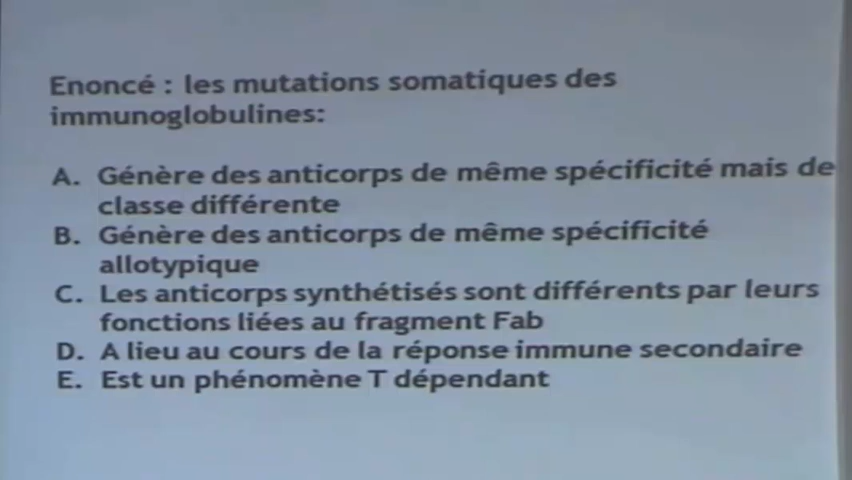 Enoncé : les mutations somatiques des
immunoglobulines:
A. Génère des anticorps de même spécificité mais de
classe différente
B. Génère des anticorps de même spécificité
allotypique
C. Les anticorps synthétisés sont différents par leurs
fonctions liées au fragment Fab
D. A lieu au cours de la réponse immune secondaire
E. Est un phénomène T dépendant